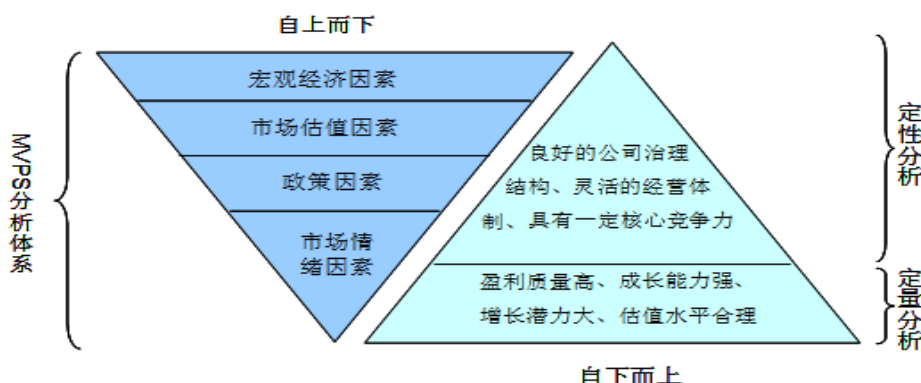 自上而下
MVPS分析体系
宏观经济因素
市场估值因素
政策因素
市场情
绪因素
良好的公司治理
结构、灵活的经营体
制、具有一定核心竞争力
盈利质量高、成长能力强、
增长潜力大、估值水平合理
定性分析
定量分析
自下而上